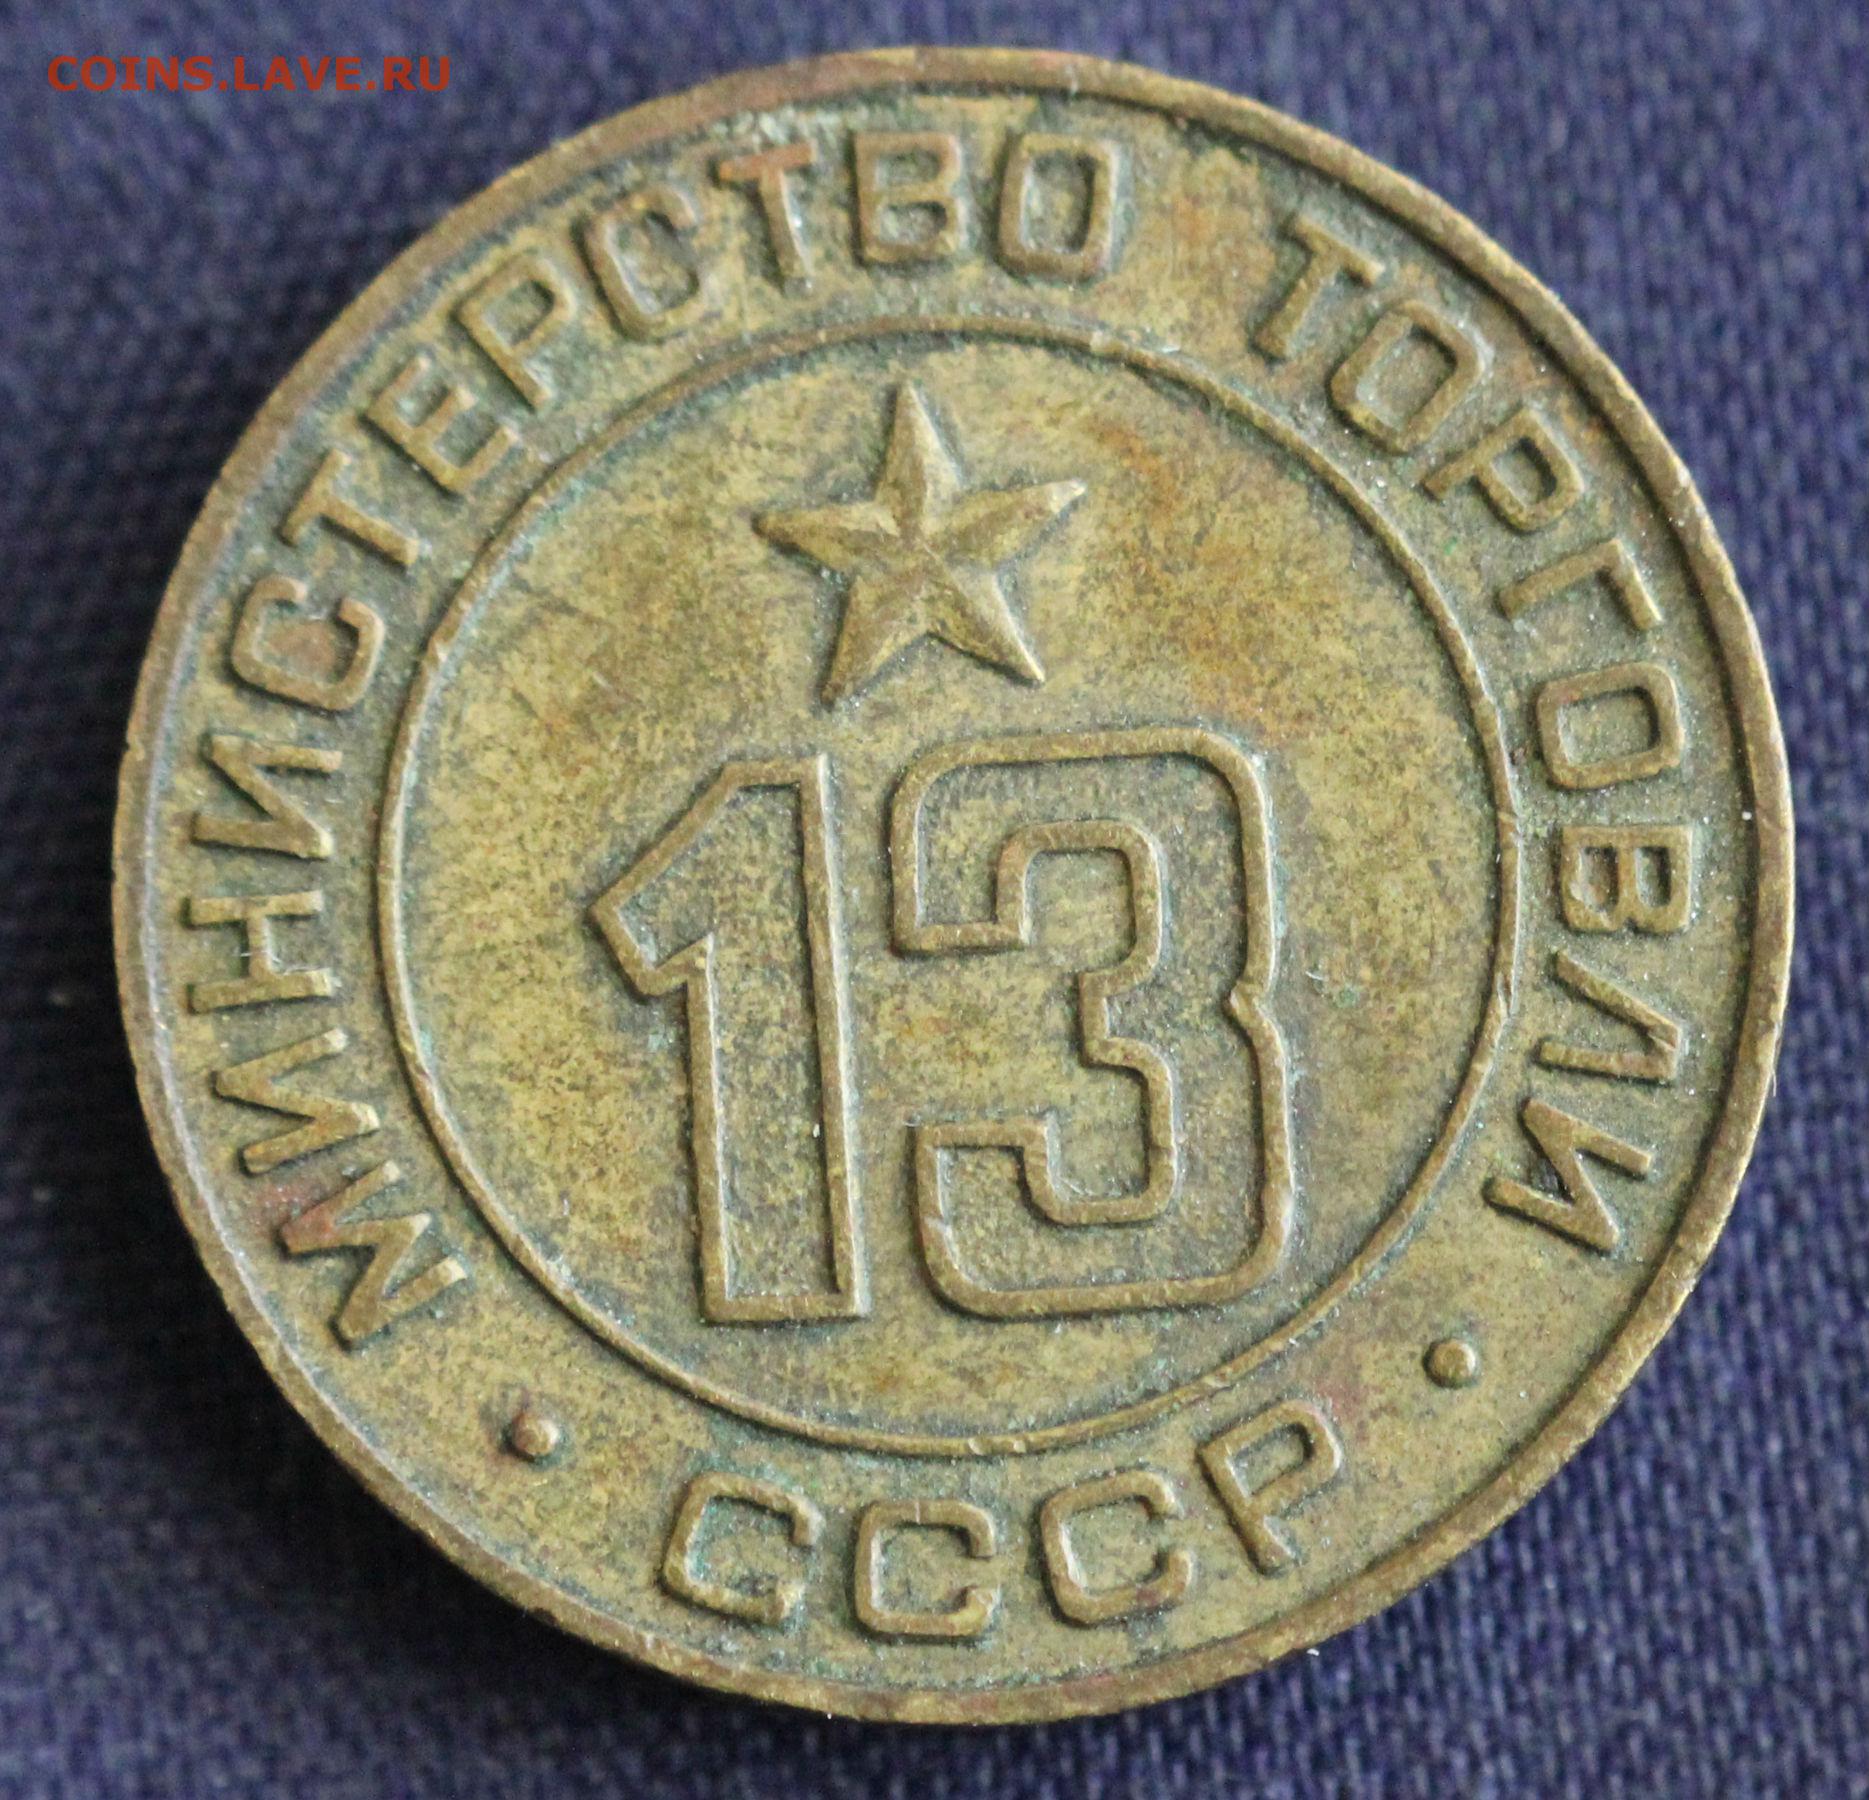 COINS.LAVE.RU
МИНИСТЕРСТВО ТОРГОВЛИ
13
· СССР ·